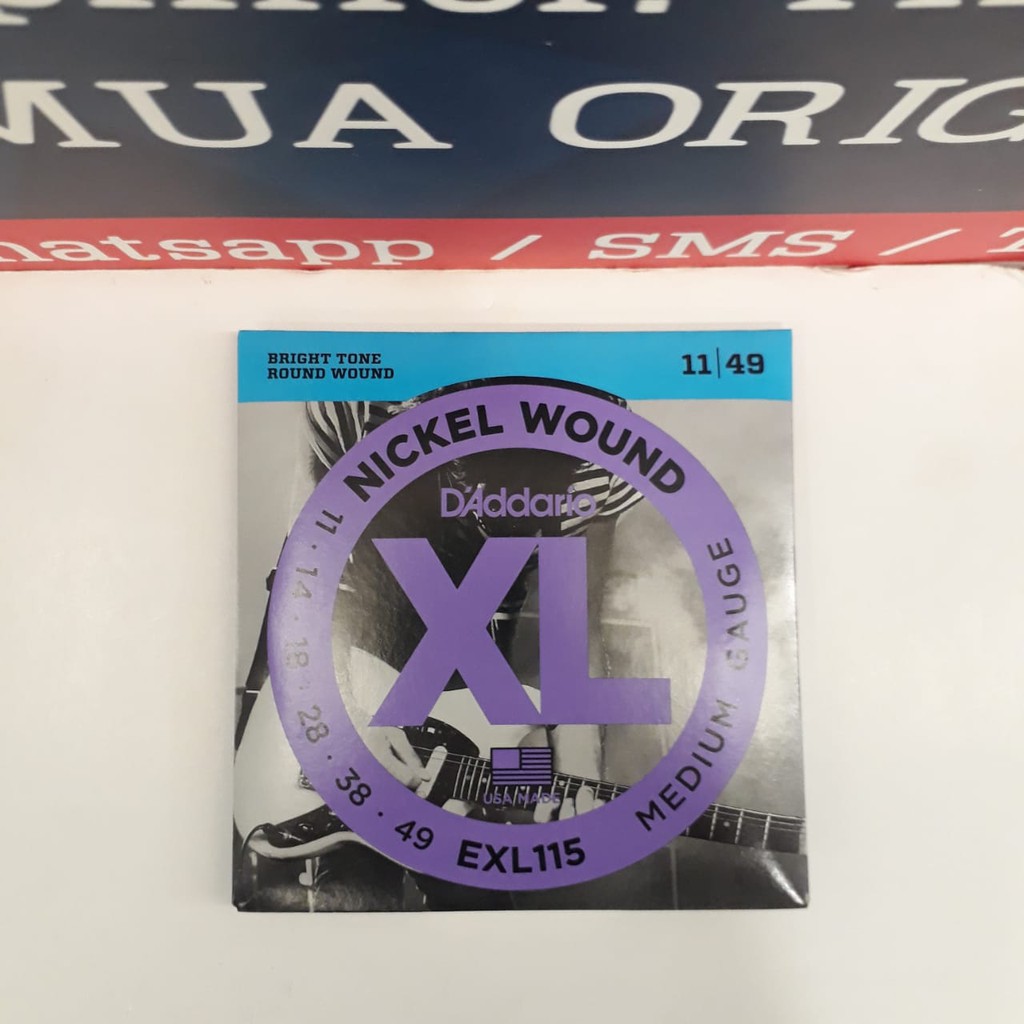 MUA ORIG
hatsapp / SMS / T
BRIGHT TONE
ROUND WOUND
11|49
NICKEL WOUND
D'Addario
XL
USA MADE
11 · 14 · 18 · 28 · 38 · 49
EXL115
MEDIUM GAUGE